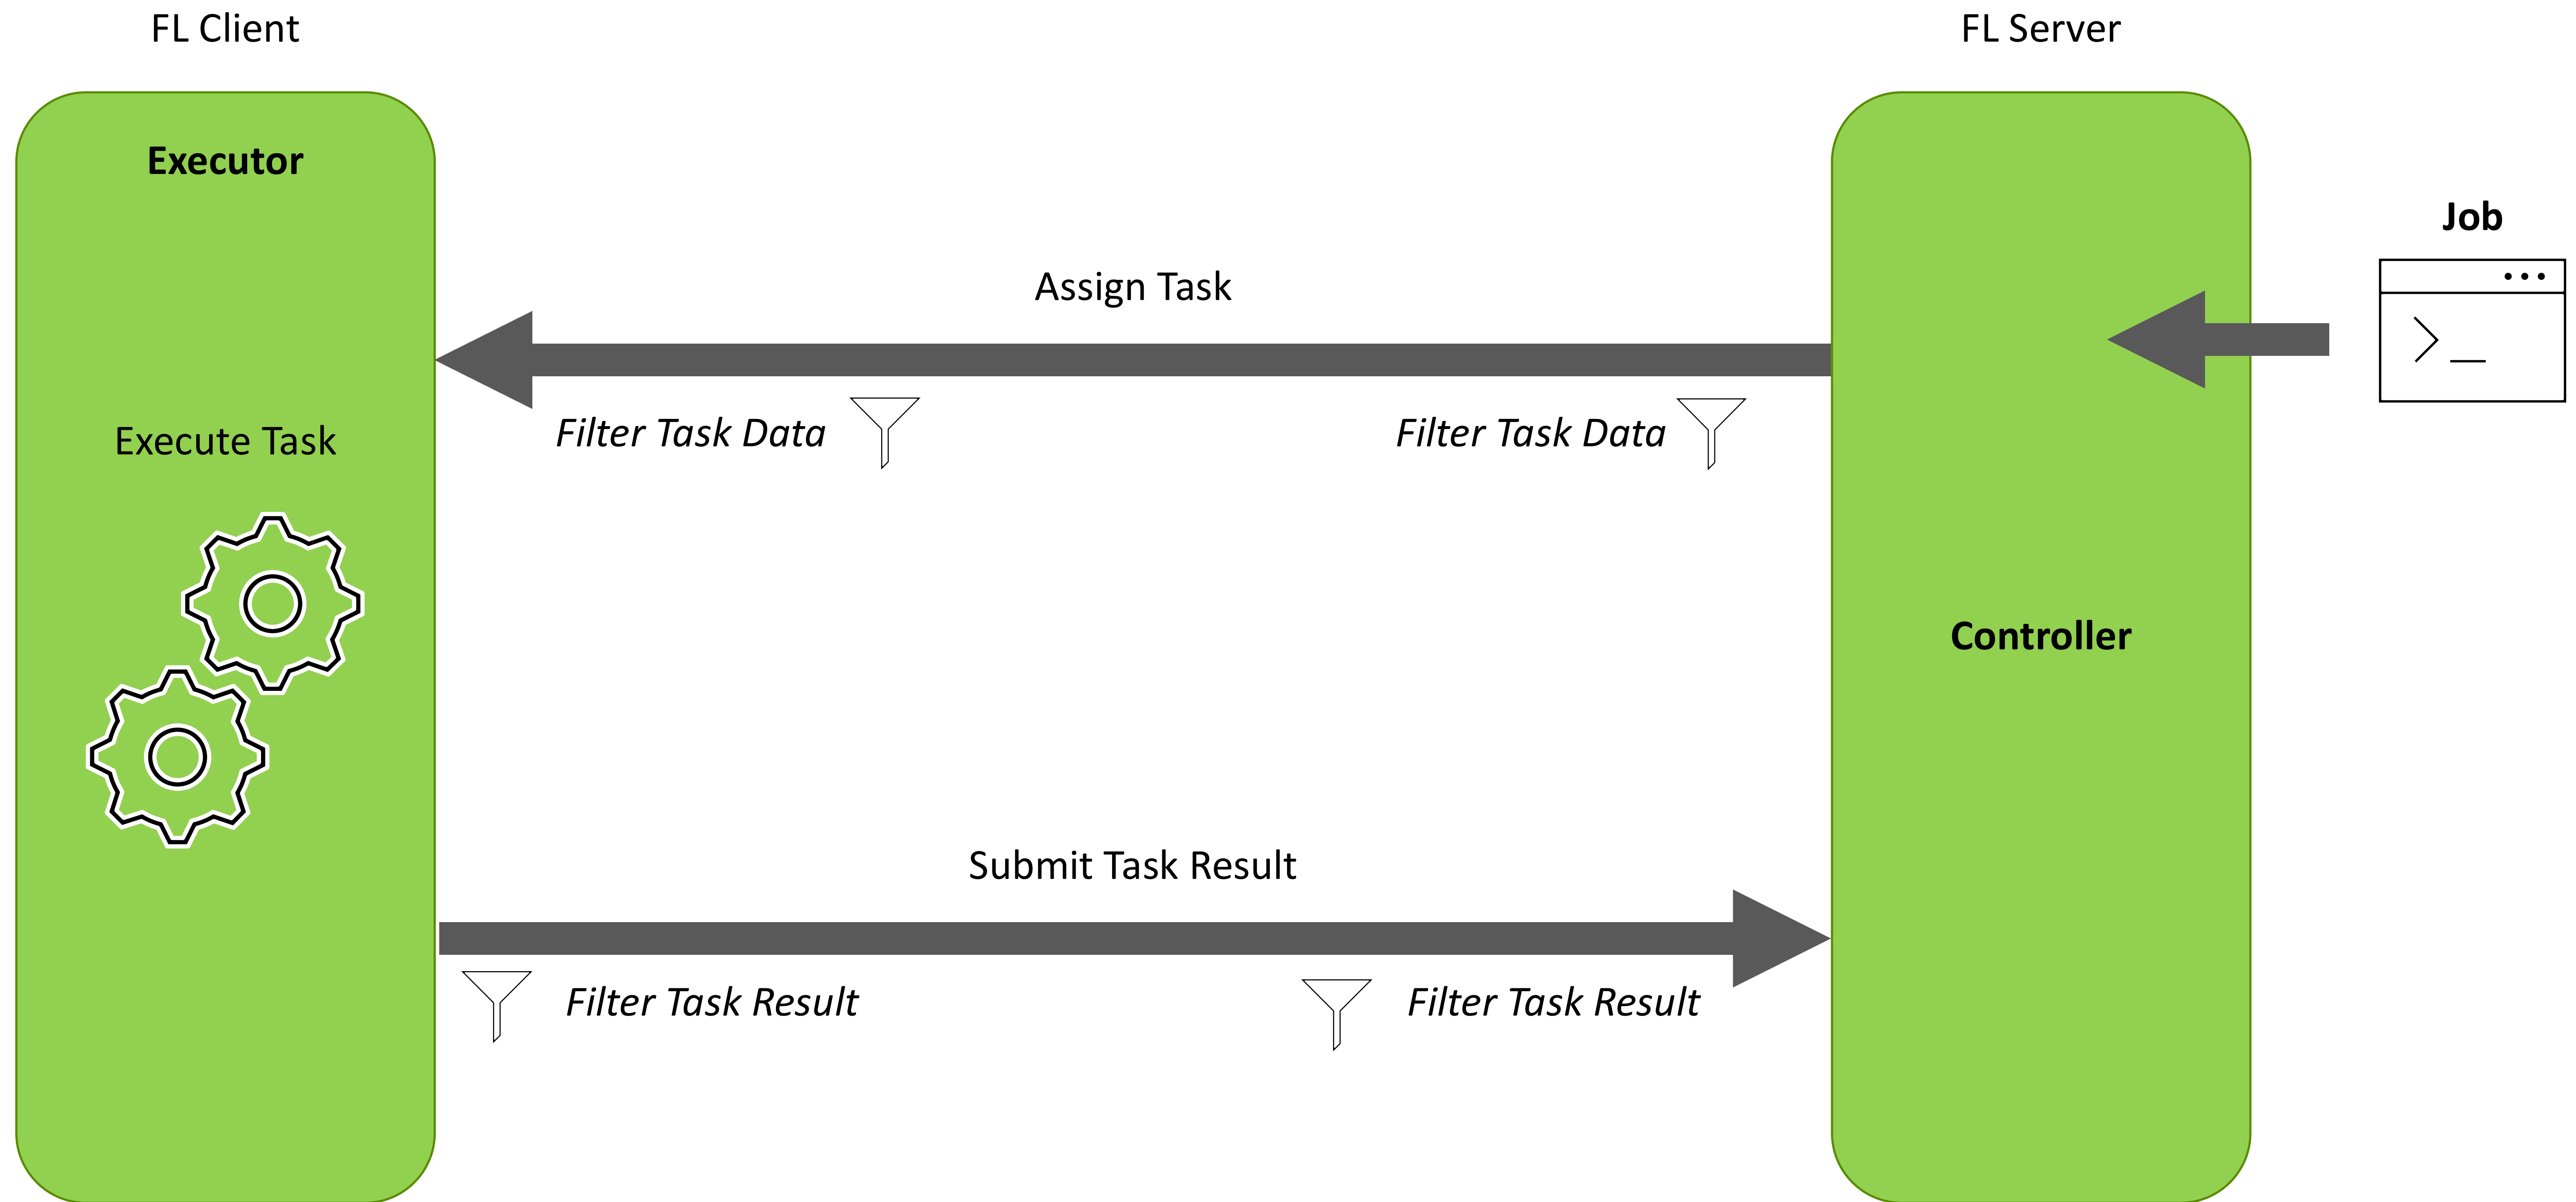 FL Client
FL Server
Executor
Job
Assign Task
>_
Filter Task Data
Filter Task Data
Execute Task
Controller
Submit Task Result
Filter Task Result
Filter Task Result